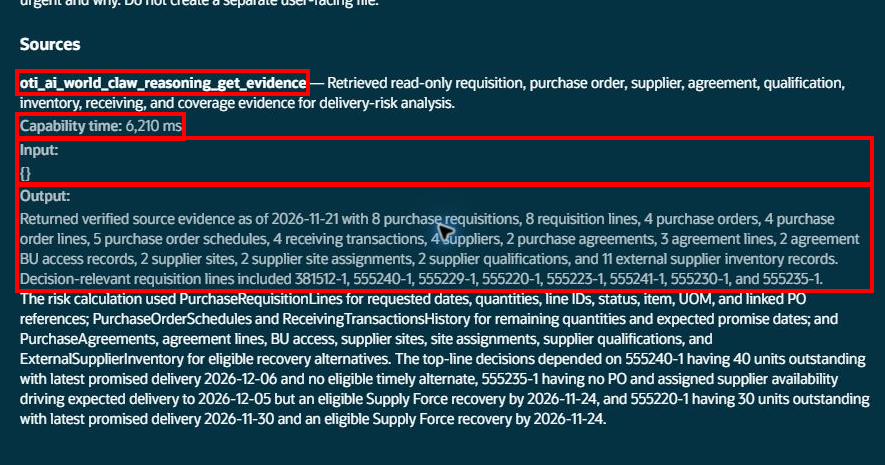 urgent and why. Do not create a separate user-facing file.
Sources
oti_ai_world_claw_reasoning_get_evidence — Retrieved read-only requisition, purchase order, supplier, agreement, qualification,
inventory, receiving, and coverage evidence for delivery-risk analysis.
Capability time: 6,210 ms
Input:
{}
Output:
Returned verified source evidence as of 2026-11-21 with 8 purchase requisitions, 8 requisition lines, 4 purchase orders, 4 purchase
order lines, 5 purchase order schedules, 4 receiving transactions, 4 suppliers, 2 purchase agreements, 3 agreement lines, 2 agreement
BU access records, 2 supplier sites, 2 supplier site assignments, 2 supplier qualifications, and 11 external supplier inventory records.
Decision-relevant requisition lines included 381512-1, 555240-1, 555229-1, 555220-1, 555223-1, 555241-1, 555230-1, and 555235-1.
The risk calculation used PurchaseRequisitionLines for requested dates, quantities, line IDs, status, item, UOM, and linked PO
references; PurchaseOrderSchedules and ReceivingTransactionsHistory for remaining quantities and expected promise dates; and
PurchaseAgreements, agreement lines, BU access, supplier sites, site assignments, supplier qualifications, and
ExternalSupplierInventory for eligible recovery alternatives. The top-line decisions depended on 555240-1 having 40 units outstanding
with latest promised delivery 2026-12-06 and no eligible timely alternate, 555235-1 having no PO and assigned supplier availability
driving expected delivery to 2026-12-05 but an eligible Supply Force recovery by 2026-11-24, and 555220-1 having 30 units outstanding
with latest promised delivery 2026-11-30 and an eligible Supply Force recovery by 2026-11-24.